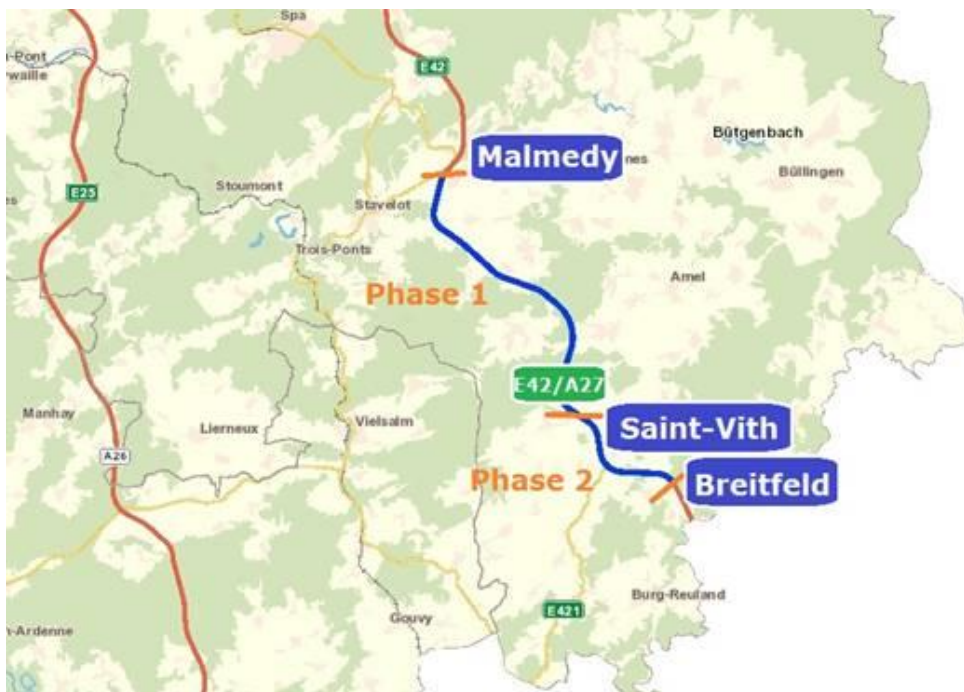 Spa
n-Pont
waille
E42
Malmedy
nes
Bütgenbach
Büllingen
E25
Stoumont
Stavelot
Trois-Ponts
Amel
Phase 1
E42/A27
Manhay
Lierneux
Vielsalm
Saint-Vith
A26
Phase 2
Breitfeld
E421
Burg-Reuland
Gouvy
n-Ardenne